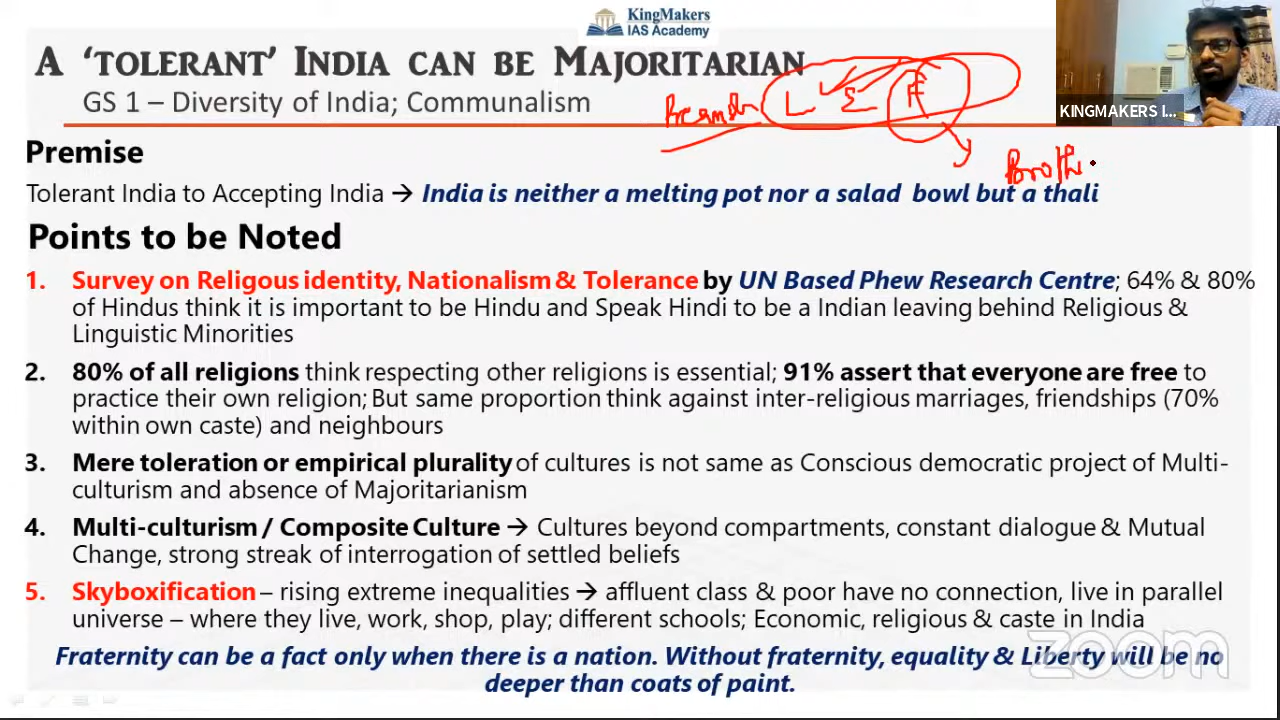 KingMakers
IAS Academy
A ‘TOLERANT’ INDIA CAN BE MAJORITARIAN
GS 1 – Diversity of India; Communalism
L E F
KINGMAKERS I...
Premise
Broth
Tolerant India to Accepting India → India is neither a melting pot nor a salad bowl but a thali
Points to be Noted
1. Survey on Religous identity, Nationalism & Tolerance by UN Based Phew Research Centre; 64% & 80%
of Hindus think it is important to be Hindu and Speak Hindi to be a Indian leaving behind Religious &
Linguistic Minorities
2. 80% of all religions think respecting other religions is essential; 91% assert that everyone are free to
practice their own religion; But same proportion think against inter-religious marriages, friendships (70%
within own caste) and neighbours
3. Mere toleration or empirical plurality of cultures is not same as Conscious democratic project of Multi-
culturism and absence of Majoritarianism
4. Multi-culturism / Composite Culture → Cultures beyond compartments, constant dialogue & Mutual
Change, strong streak of interrogation of settled beliefs
5. Skyboxification – rising extreme inequalities → affluent class & poor have no connection, live in parallel
universe – where they live, work, shop, play; different schools; Economic, religious & caste in India
zoom
Fraternity can be a fact only when there is a nation. Without fraternity, equality & Liberty will be no
deeper than coats of paint.